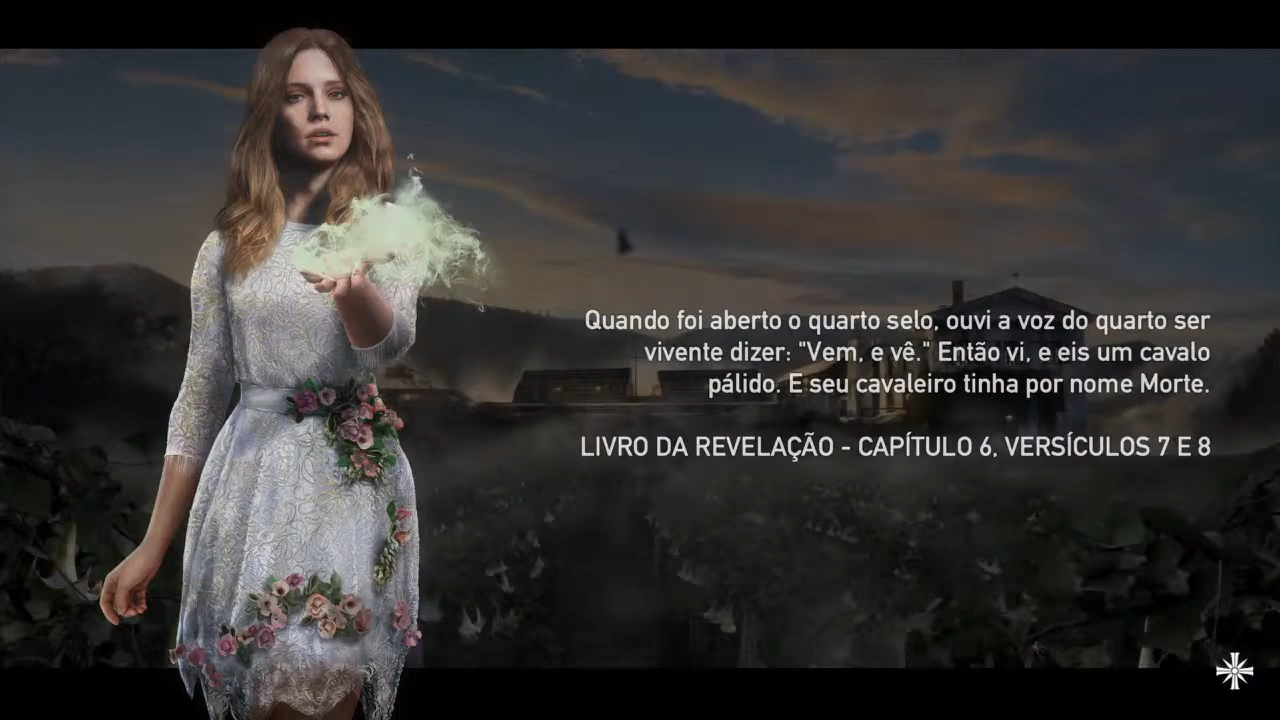 Quando foi aberto o quarto selo, ouvi a voz do quarto ser
vivente dizer: "Vem, e vê." Então vi, e eis um cavalo
pálido. E seu cavaleiro tinha por nome Morte.
LIVRO DA REVELAÇÃO - CAPÍTULO 6, VERSÍCULOS 7 E 8